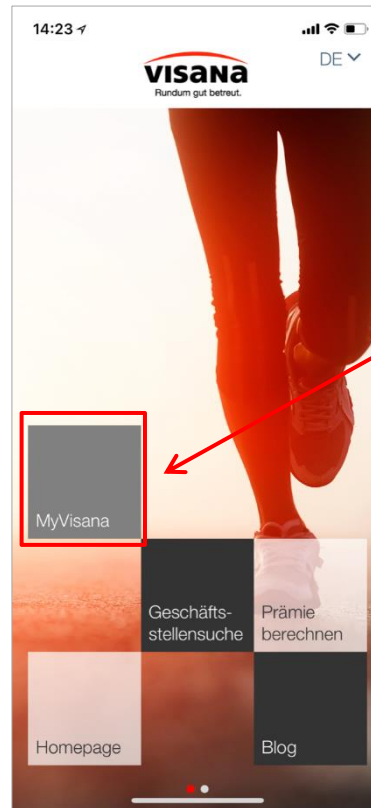 14:23
DE
visana
Rundum gut betreut.
MyVisana
Geschäfts-
stellensuche
Prämie
berechnen
Homepage
Blog